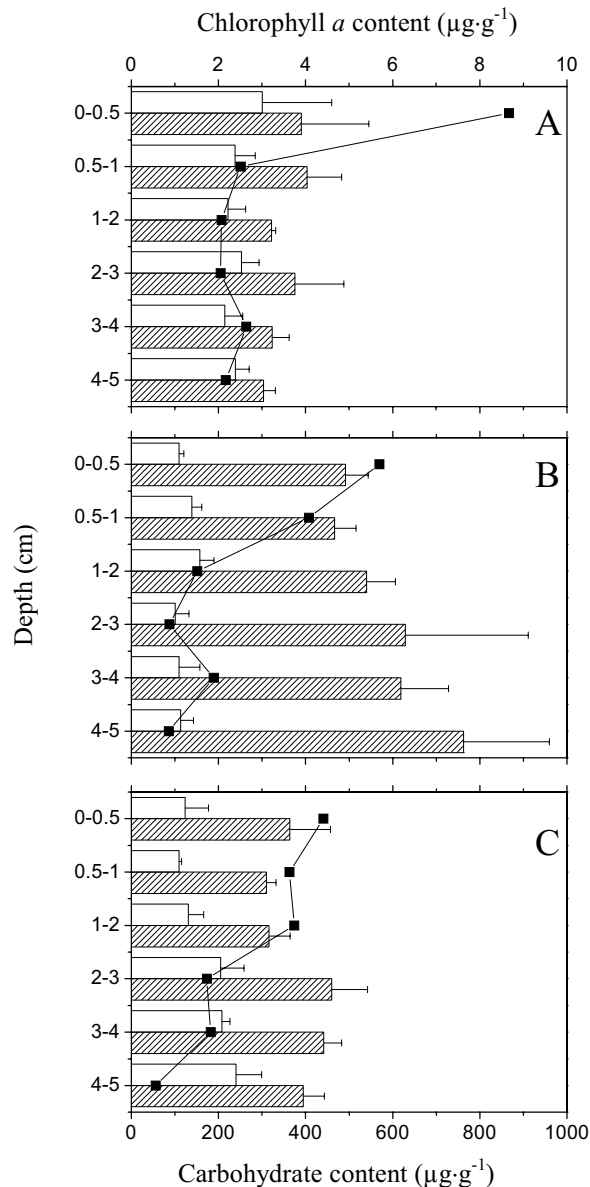 Chlorophyll a content (µg·g-1)
0 2 4 6 8 10
A
0-0.5
0.5-1
1-2
2-3
3-4
4-5
B
0-0.5
0.5-1
1-2
2-3
3-4
4-5
Depth (cm)
C
0-0.5
0.5-1
1-2
2-3
3-4
4-5
0 200 400 600 800 1000
Carbohydrate content (µg·g-1)